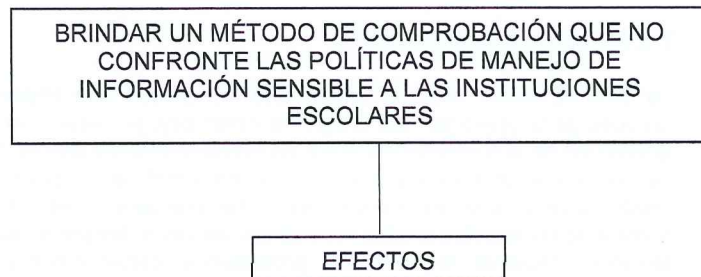 BRINDAR UN MÉTODO DE COMPROBACIÓN QUE NO
CONFRONTE LAS POLÍTICAS DE MANEJO DE
INFORMACIÓN SENSIBLE A LAS INSTITUCIONES
ESCOLARES
EFECTOS